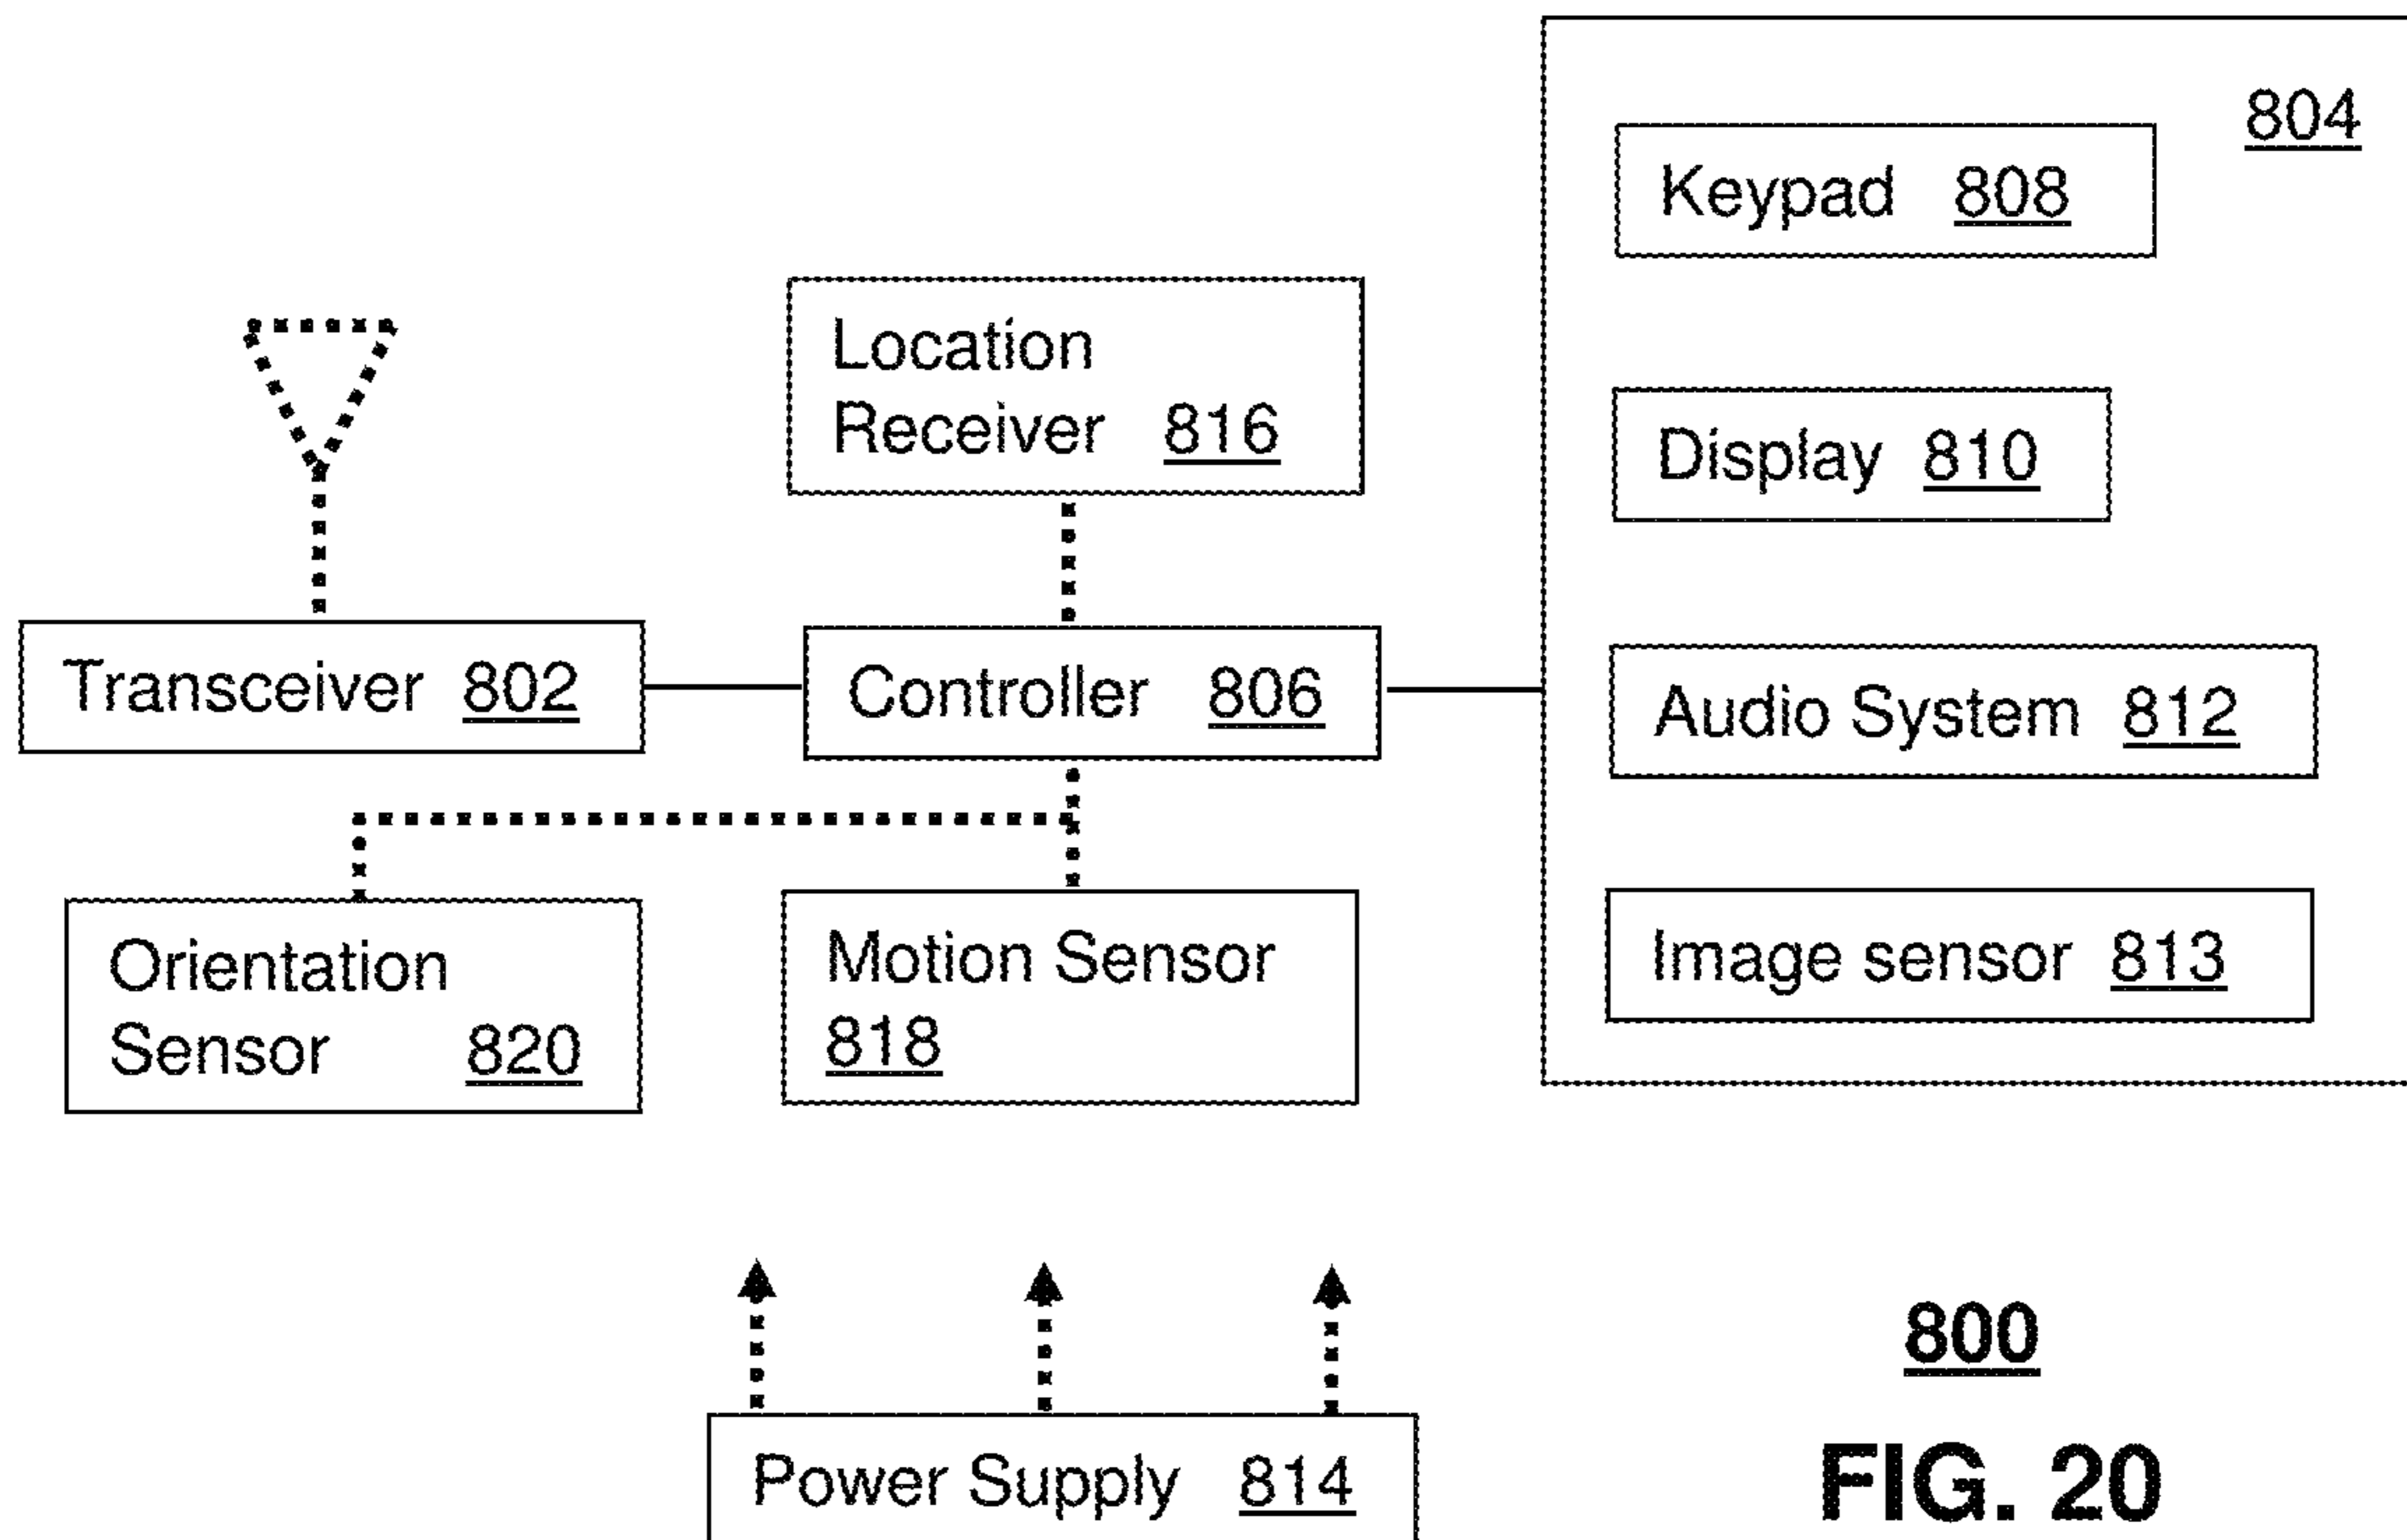 804
Keypad 808
Location
Receiver 816
Display 810
Transceiver 802
Controller 806
Audio System 812
Orientation
Sensor 820
Motion Sensor
818
Image sensor 813
800
Power Supply 814
FIG. 20